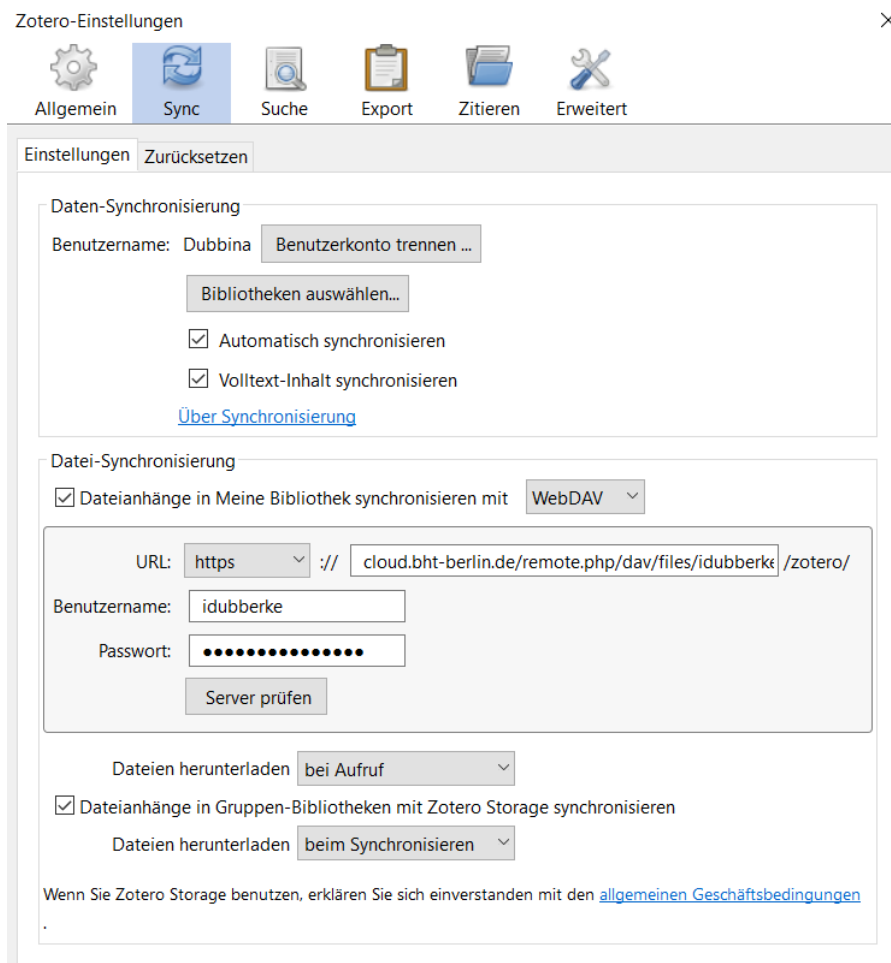 Zotero-Einstellungen
Allgemein Sync Suche Export Zitieren Erweitert
Einstellungen Zurücksetzen
Daten-Synchronisierung
Benutzername: Dubbina Benutzerkonto trennen ...
Bibliotheken auswählen...
Automatisch synchronisieren
Volltext-Inhalt synchronisieren
Über Synchronisierung
Datei-Synchronisierung
Dateianhänge in Meine Bibliothek synchronisieren mit WebDAV
URL: https :// cloud.bht-berlin.de/remote.php/dav/files/idubberke /zotero/
Benutzername: idubberke
Passwort: ●●●●●●●●●●●●●●●
Server prüfen
Dateien herunterladen bei Aufruf
Dateianhänge in Gruppen-Bibliotheken mit Zotero Storage synchronisieren
Dateien herunterladen beim Synchronisieren
Wenn Sie Zotero Storage benutzen, erklären Sie sich einverstanden mit den allgemeinen Geschäftsbedingungen
.